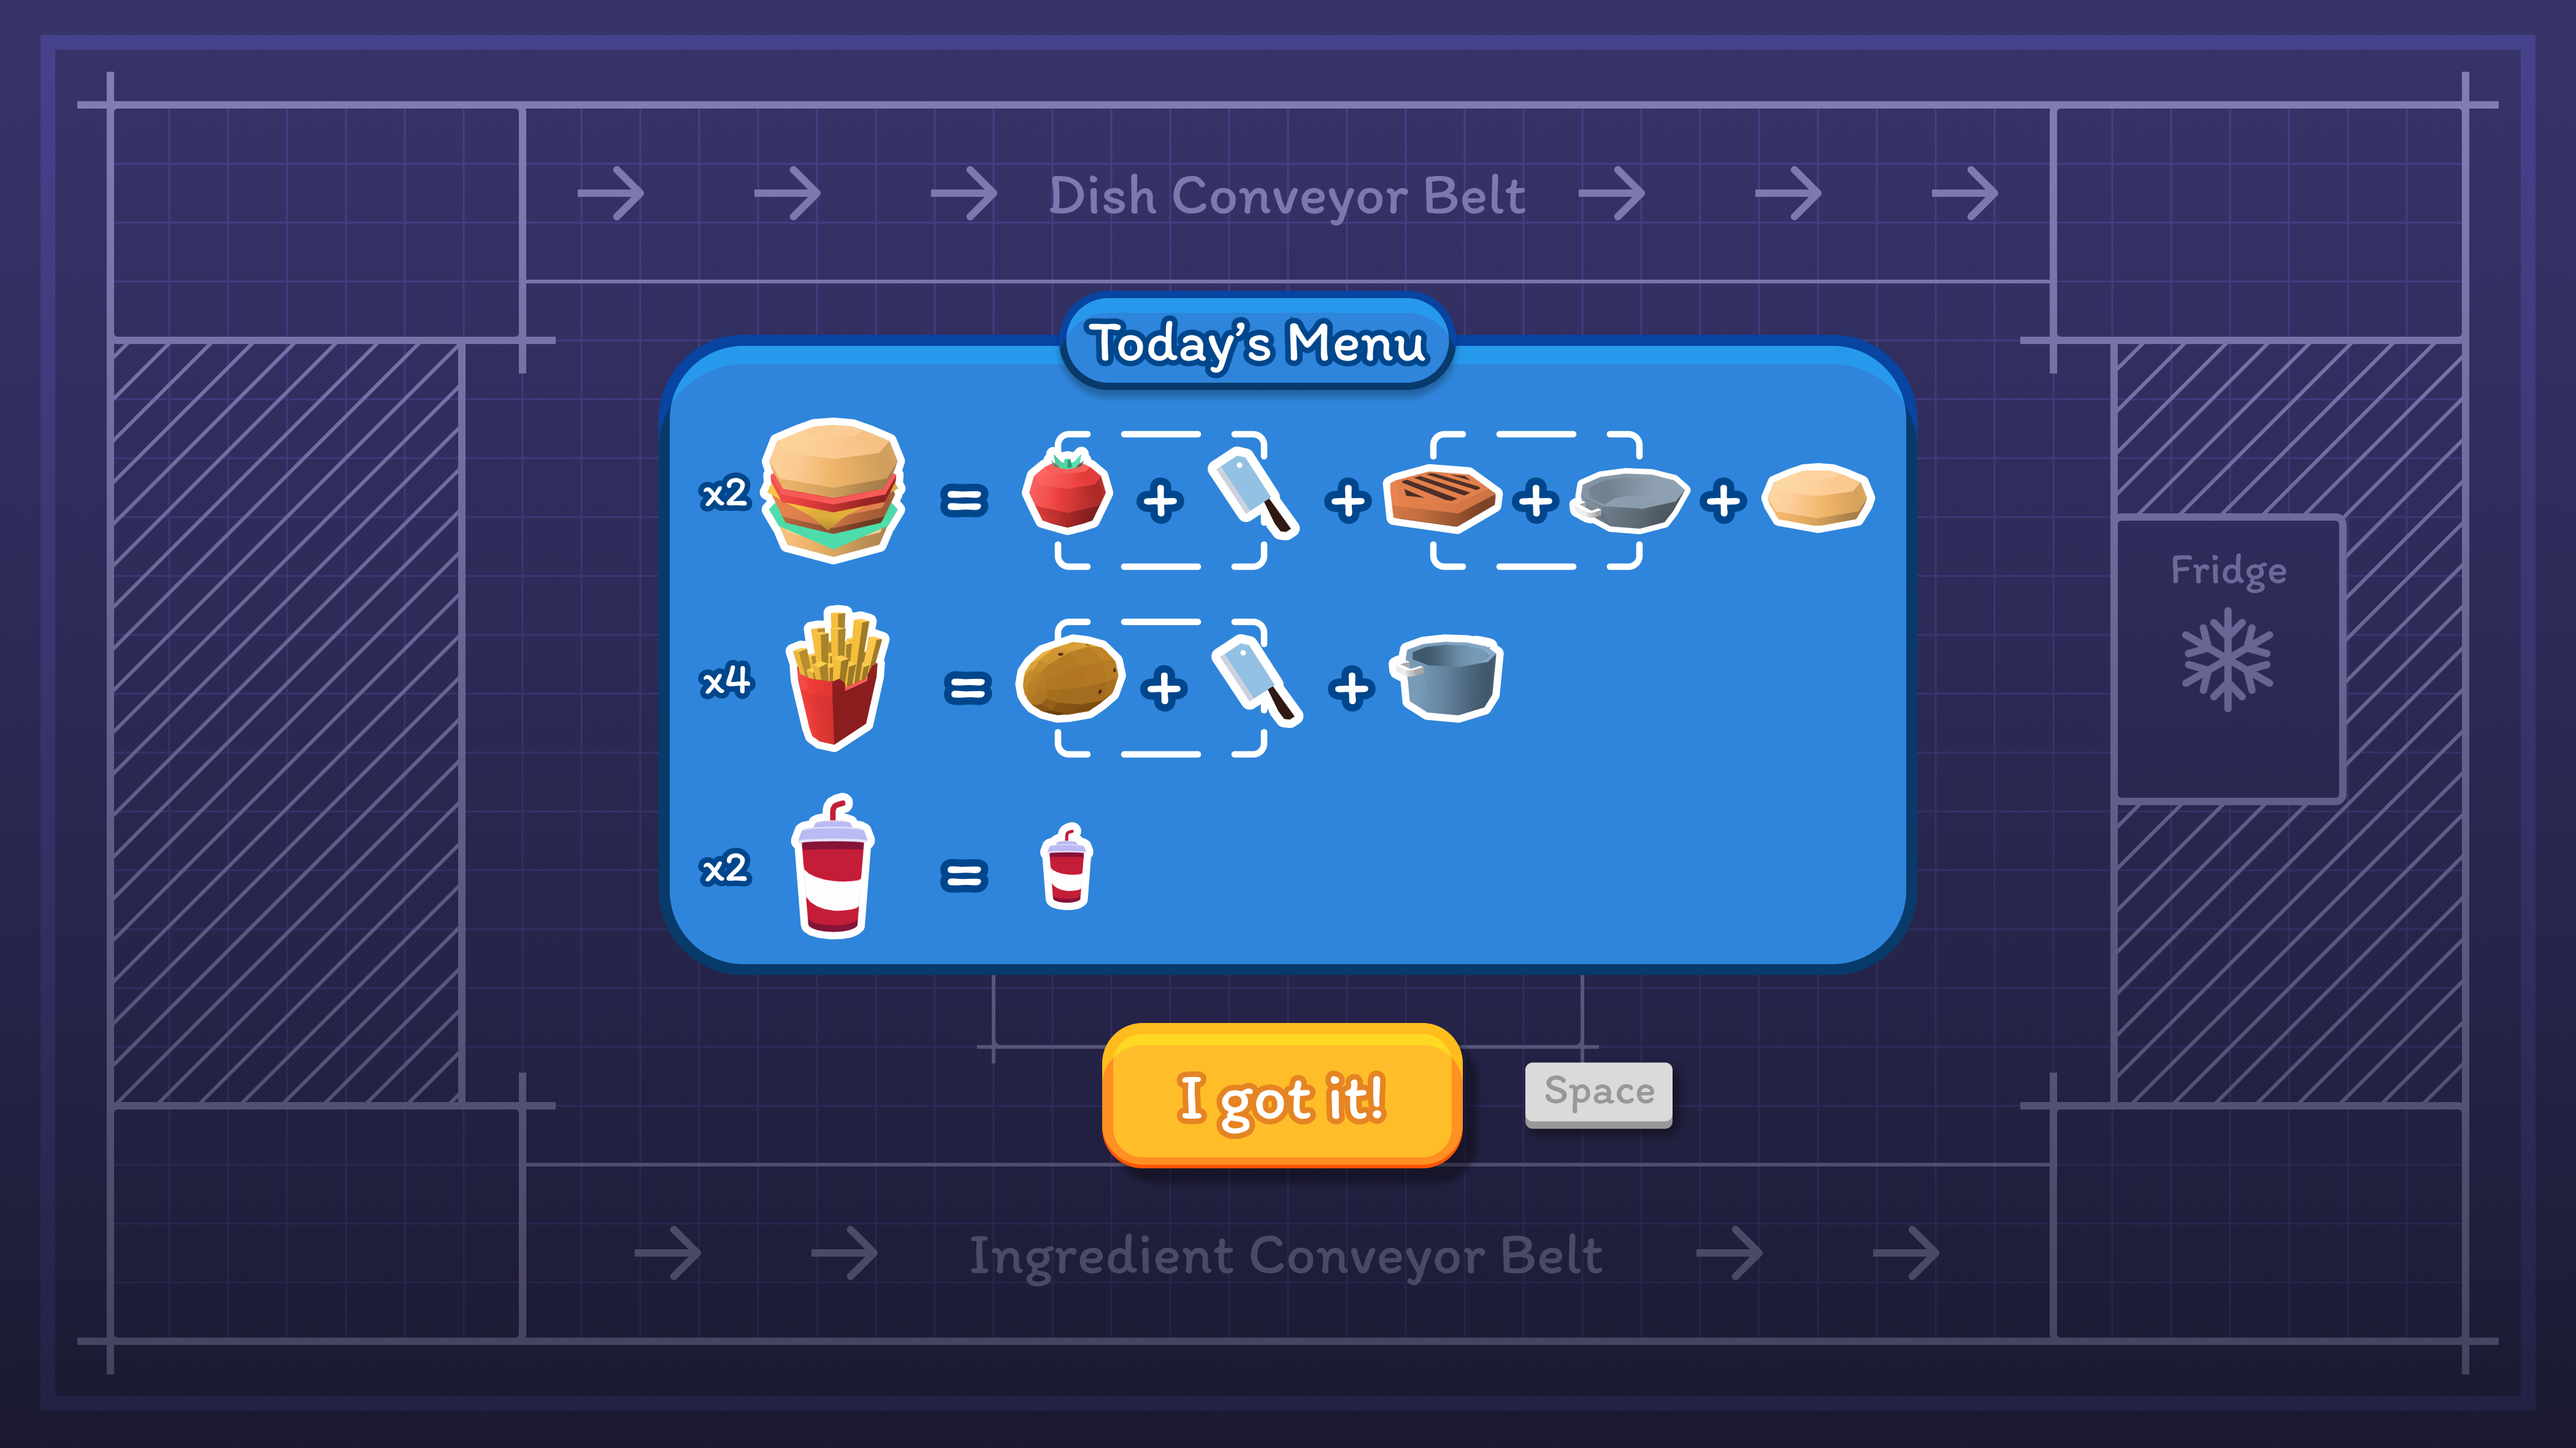 Dish Conveyor Belt
Today's Menu
x2 = + + + +
Fridge
x4 = + +
x2 =
I got it!
Space
Ingredient Conveyor Belt